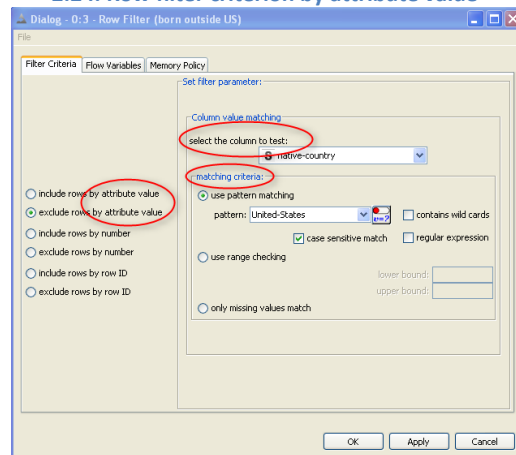 Dialog - 0:3 - Row Filter (born outside US)
File
Filter Criteria Flow Variables Memory Policy
Set filter parameter:
Column value matching
select the column to test:
S native-country
matching criteria:
include rows by attribute value
exclude rows by attribute value
include rows by number
exclude rows by number
include rows by row ID
exclude rows by row ID
use pattern matching
pattern: United-States
contains wild cards
case sensitive match
regular expression
use range checking
lower bound:
upper bound:
only missing values match
OK Apply Cancel